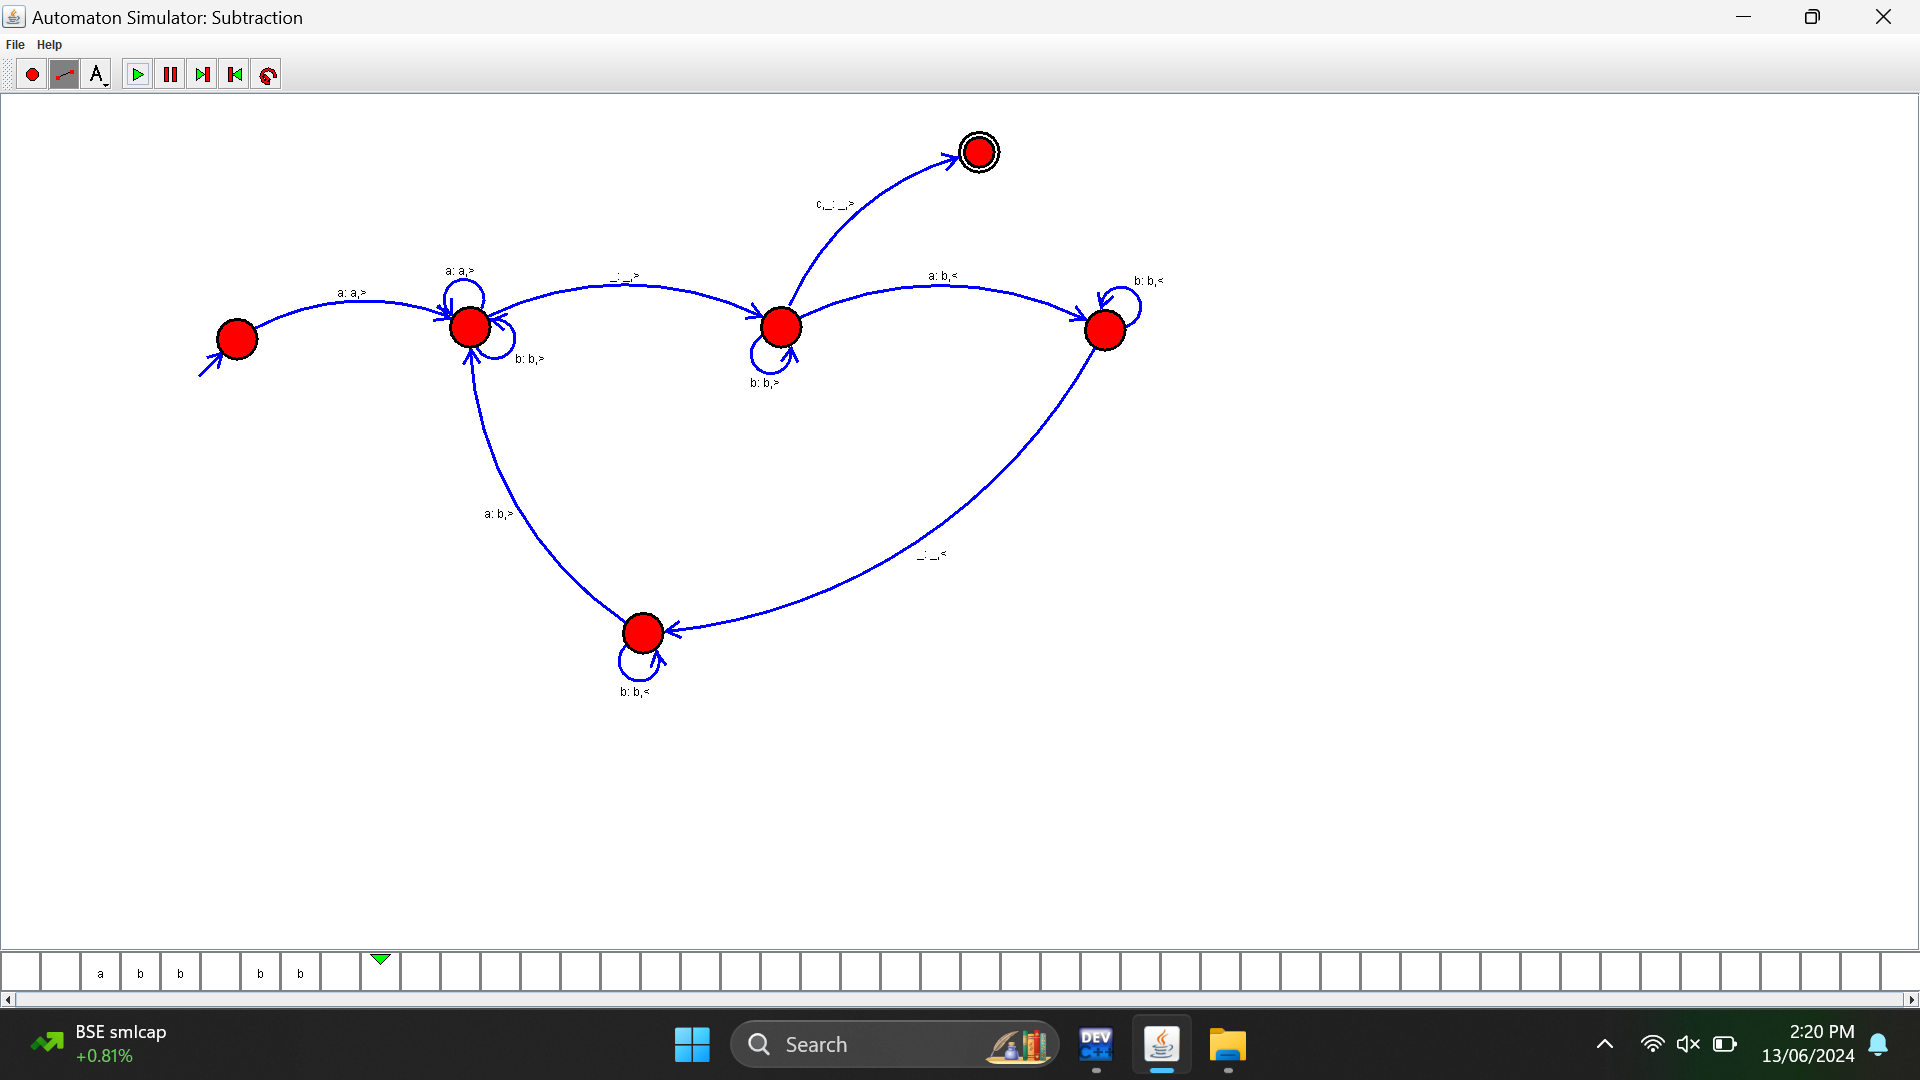 Automaton Simulator: Subtraction
File Help
A
c,_: _,>
a: a,>
_: _,>
a: b,<
b: b,<
a: a,>
b: b,>
b: b,>
a: b,>
_: _,<
b: b,<
a b b b b
BSE smlcap
+0.81%
Search
DEV
C++
2:20 PM
13/06/2024